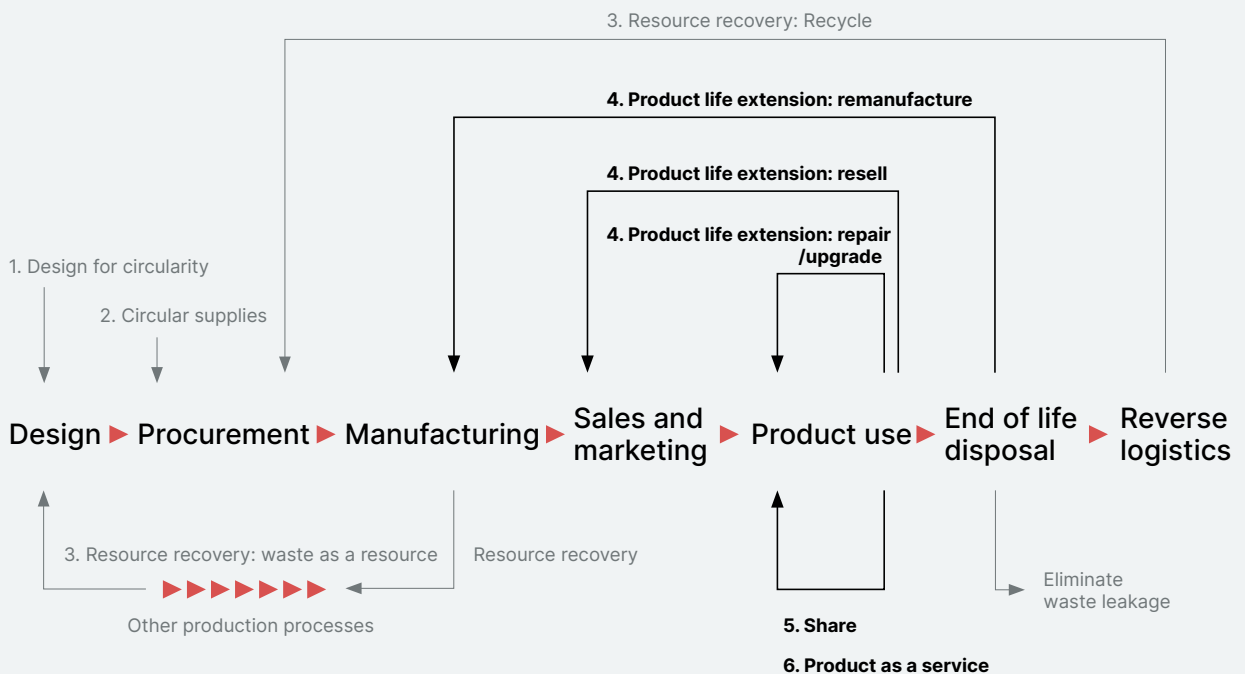 3. Resource recovery: Recycle
4. Product life extension: remanufacture
4. Product life extension: resell
4. Product life extension: repair
/upgrade
1. Design for circularity
2. Circular supplies
Design
Procurement
Manufacturing
Sales and
marketing
Product use
End of life
disposal
Reverse
logistics
3. Resource recovery: waste as a resource
Resource recovery
Other production processes
Eliminate
waste leakage
5. Share
6. Product as a service